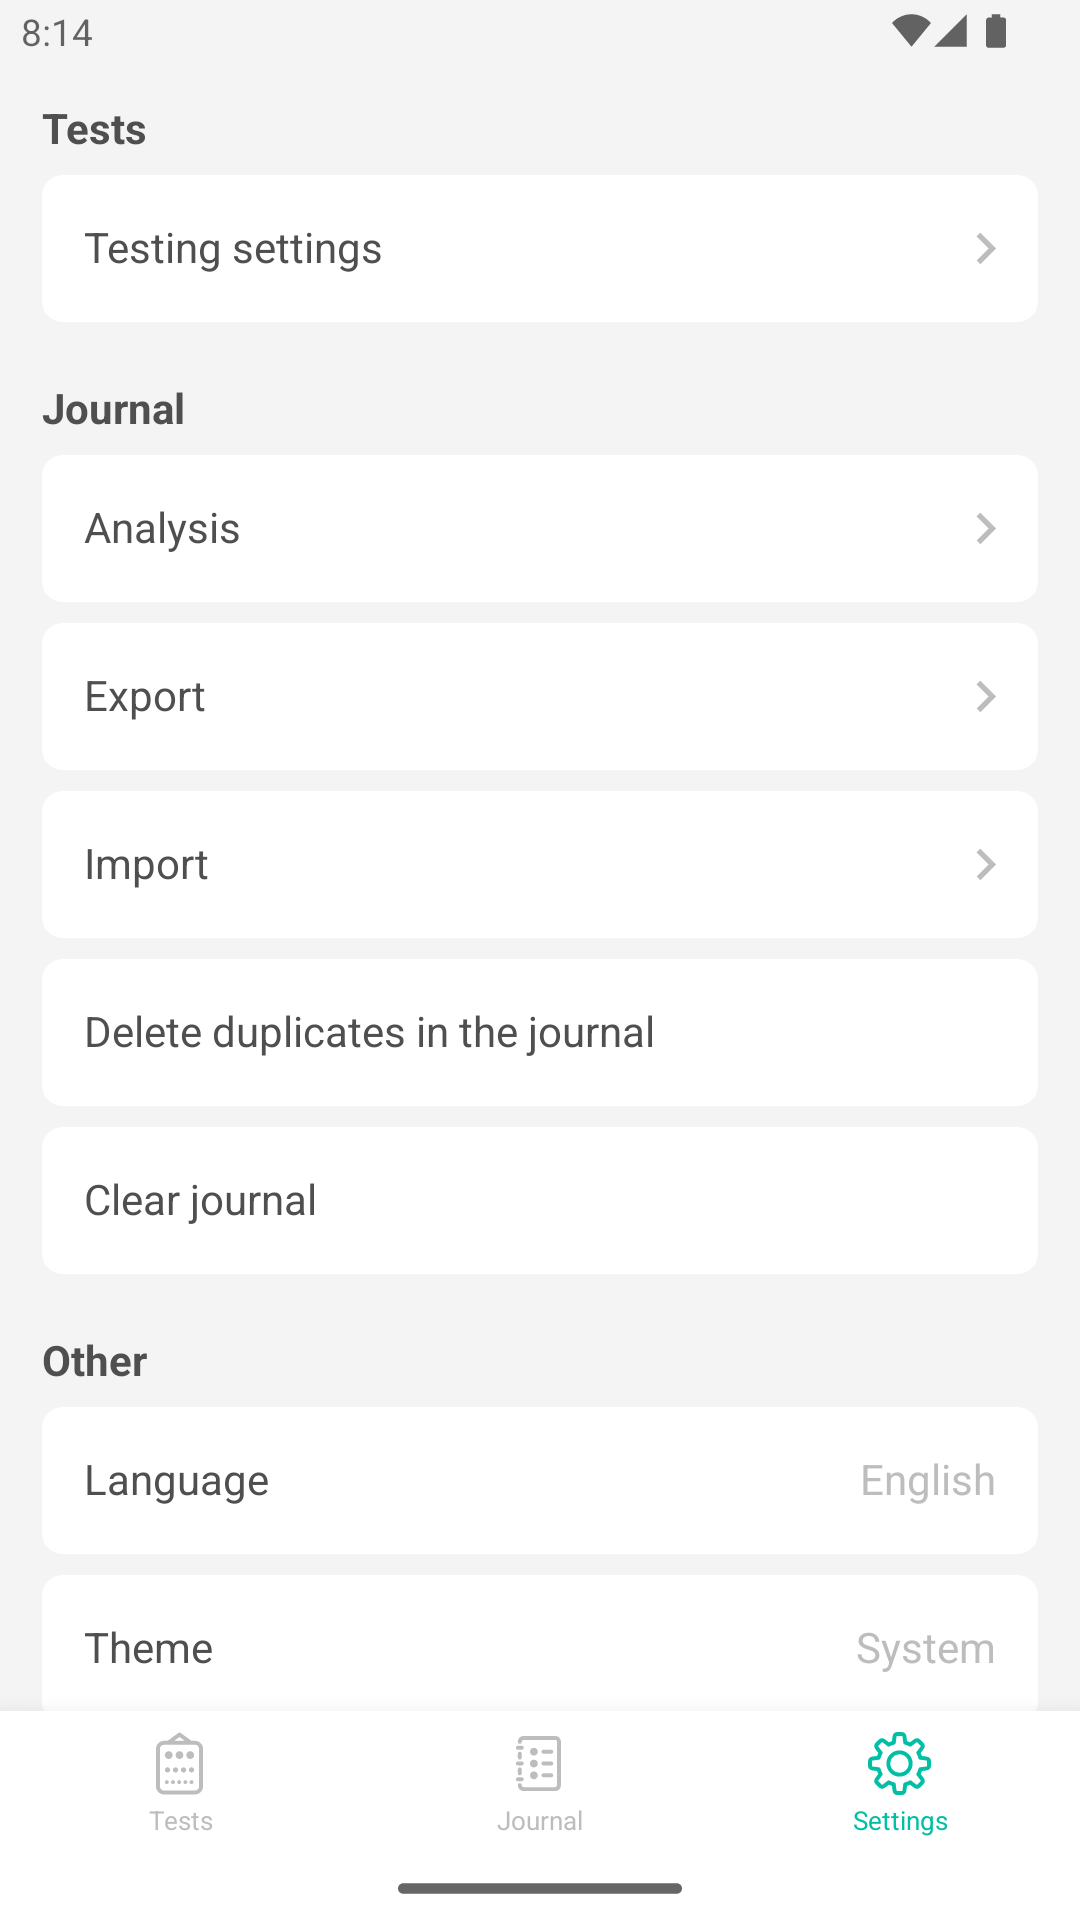 8:14
Tests
Testing settings
Journal
Analysis
Export
Import
Delete duplicates in the journal
Clear journal
Other
Language English
Theme System
Tests Journal Settings